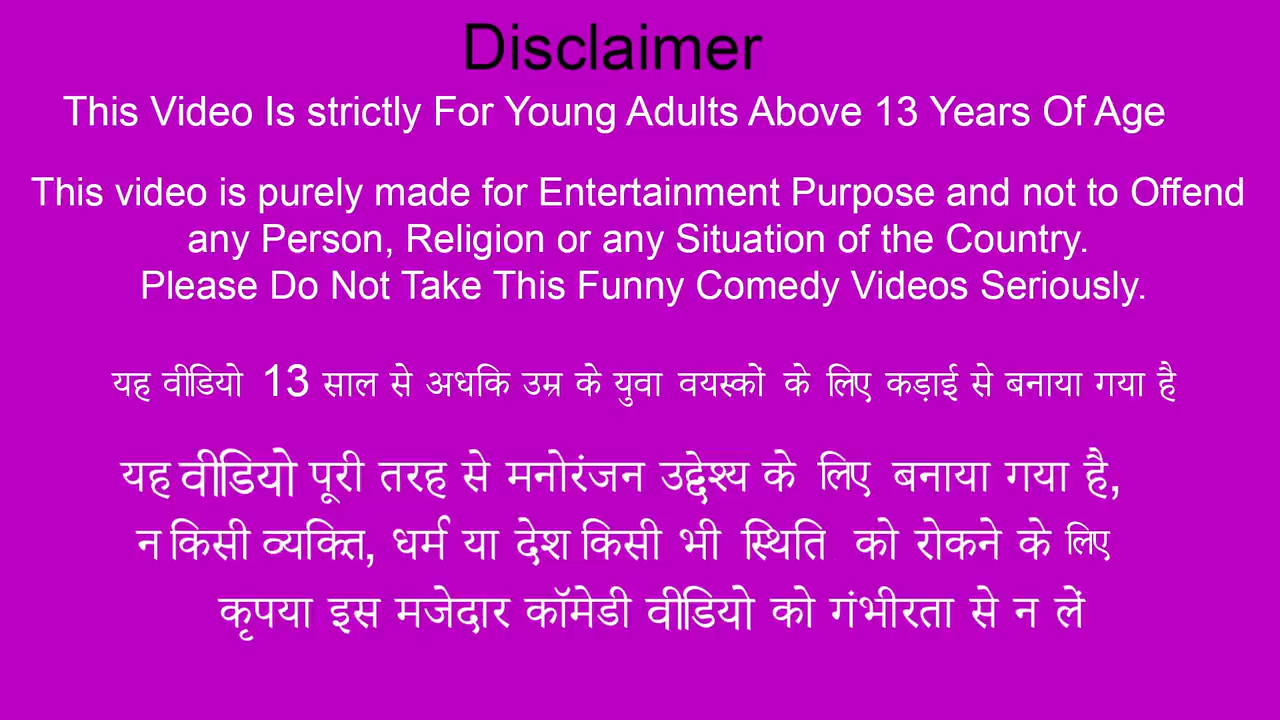 Disclaimer
This Video Is strictly For Young Adults Above 13 Years Of Age
This video is purely made for Entertainment Purpose and not to Offend
any Person, Religion or any Situation of the Country.
Please Do Not Take This Funny Comedy Videos Seriously.
यह वीडियो 13 साल से अधकि उम्र के युवा वयस्कों के लिए कड़ाई से बनाया गया है
यह वीडियो पूरी तरह से मनोरंजन उद्देश्य के लिए बनाया गया है,
न किसी व्यक्ति, धर्म या देश किसी भी स्थिति को रोकने के लिए
कृपया इस मजेदार कॉमेडी वीडियो को गंभीरता से न लें